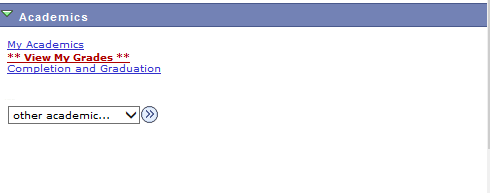 Academics
My Academics
** View My Grades **
Completion and Graduation
other academic...